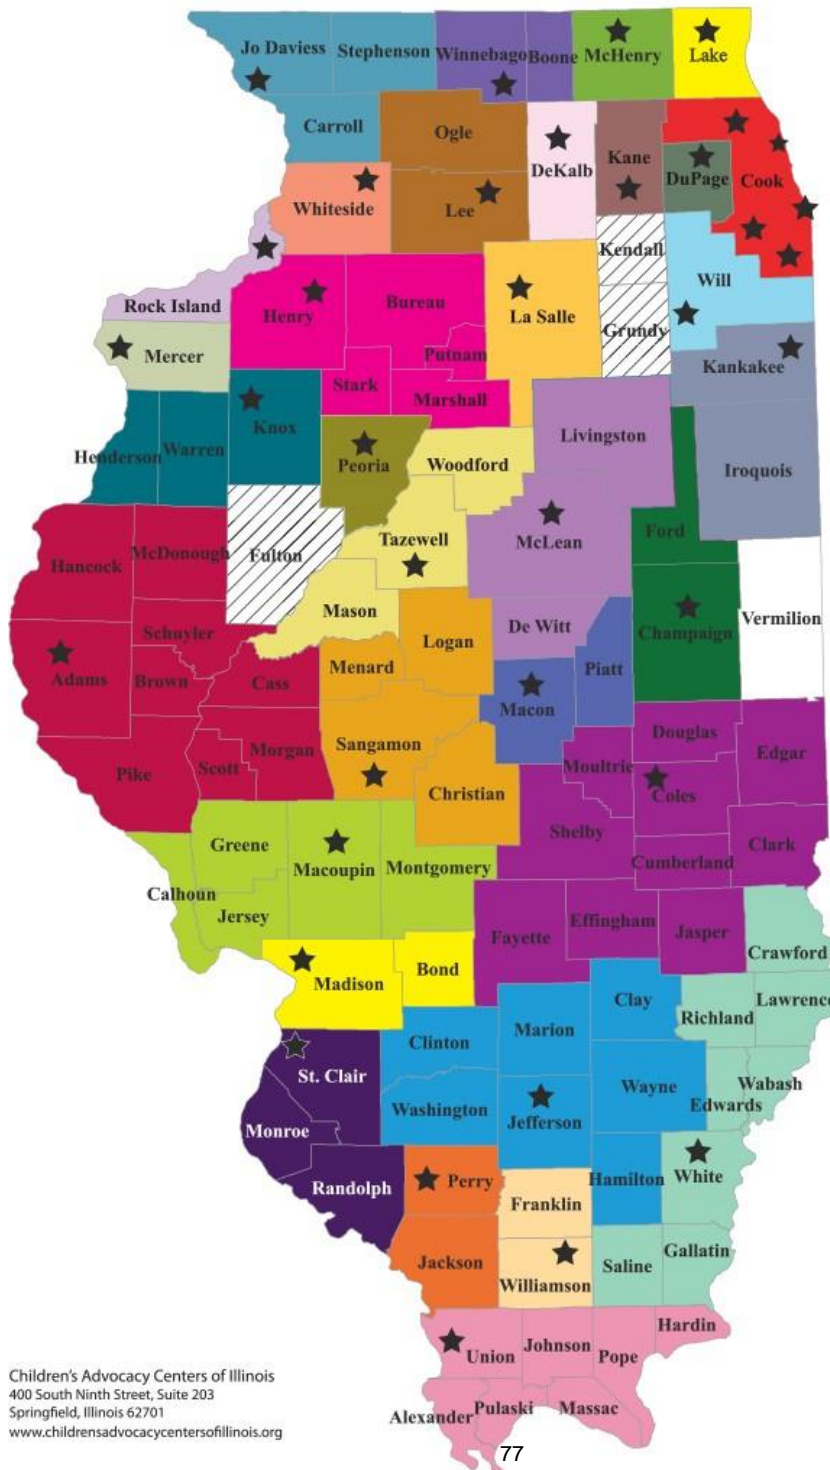 Jo Daviess
Stephenson
Winnebago
Boone
McHenry
Lake
Carroll
Ogle
DeKalb
Kane
DuPage
Cook
Whiteside
Lee
Kendall
Will
Rock Island
Henry
Bureau
La Salle
Grundy
Mercer
Putnam
Kankakee
Stark
Marshall
Henderson
Warren
Knox
Peoria
Woodford
Livingston
Iroquois
Hancock
McDonough
Fulton
Tazewell
McLean
Ford
Mason
Schuyler
Logan
De Witt
Champaign
Vermilion
Adams
Brown
Cass
Menard
Macon
Piatt
Pike
Scott
Morgan
Sangamon
Christian
Moultrie
Douglas
Edgar
Coles
Shelby
Greene
Macoupin
Montgomery
Cumberland
Clark
Calhoun
Jersey
Fayette
Effingham
Jasper
Crawford
Madison
Bond
Clay
Richland
Lawrence
Clinton
Marion
St. Clair
Wayne
Edwards
Wabash
Washington
Jefferson
Monroe
Randolph
Perry
Franklin
Hamilton
White
Jackson
Williamson
Saline
Gallatin
Union
Johnson
Pope
Hardin
Alexander
Pulaski
Massac
Children's Advocacy Centers of Illinois
400 South Ninth Street, Suite 203
Springfield, Illinois 62701
www.childrensadvocacycentersofillinois.org
77